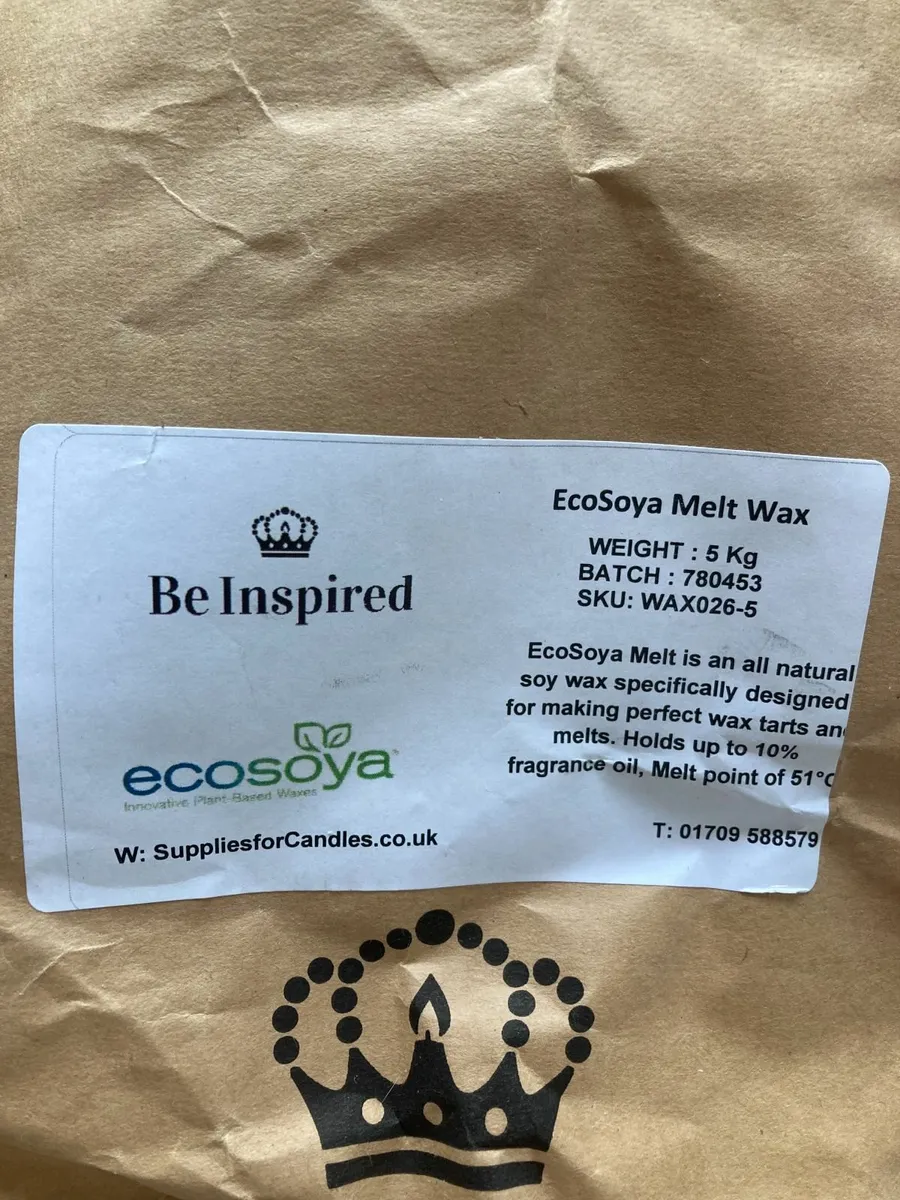 Be Inspired
ecosoya
Innovative Plant-Based Waxes
W: SuppliesforCandles.co.uk
EcoSoya Melt Wax
WEIGHT : 5 Kg
BATCH : 780453
SKU: WAX026-5
EcoSoya Melt is an all natural
soy wax specifically designed
for making perfect wax tarts an
melts. Holds up to 10%
fragrance oil, Melt point of 51°C
T: 01709 588579